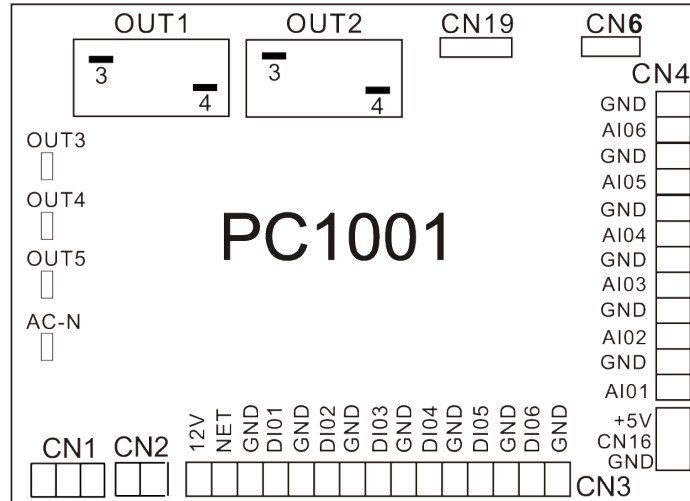 OUT1 OUT2 CN19 CN6
CN4
3 4 3 4
GND
AI06
GND
AI05
GND
AI04
GND
AI03
GND
AI02
GND
AI01
+5V
CN16
GND
OUT3
OUT4
OUT5
AC-N
PC1001
12V
NET
GND
DI01
GND
DI02
GND
DI03
GND
DI04
GND
DI05
GND
DI06
GND
CN1 CN2 CN3